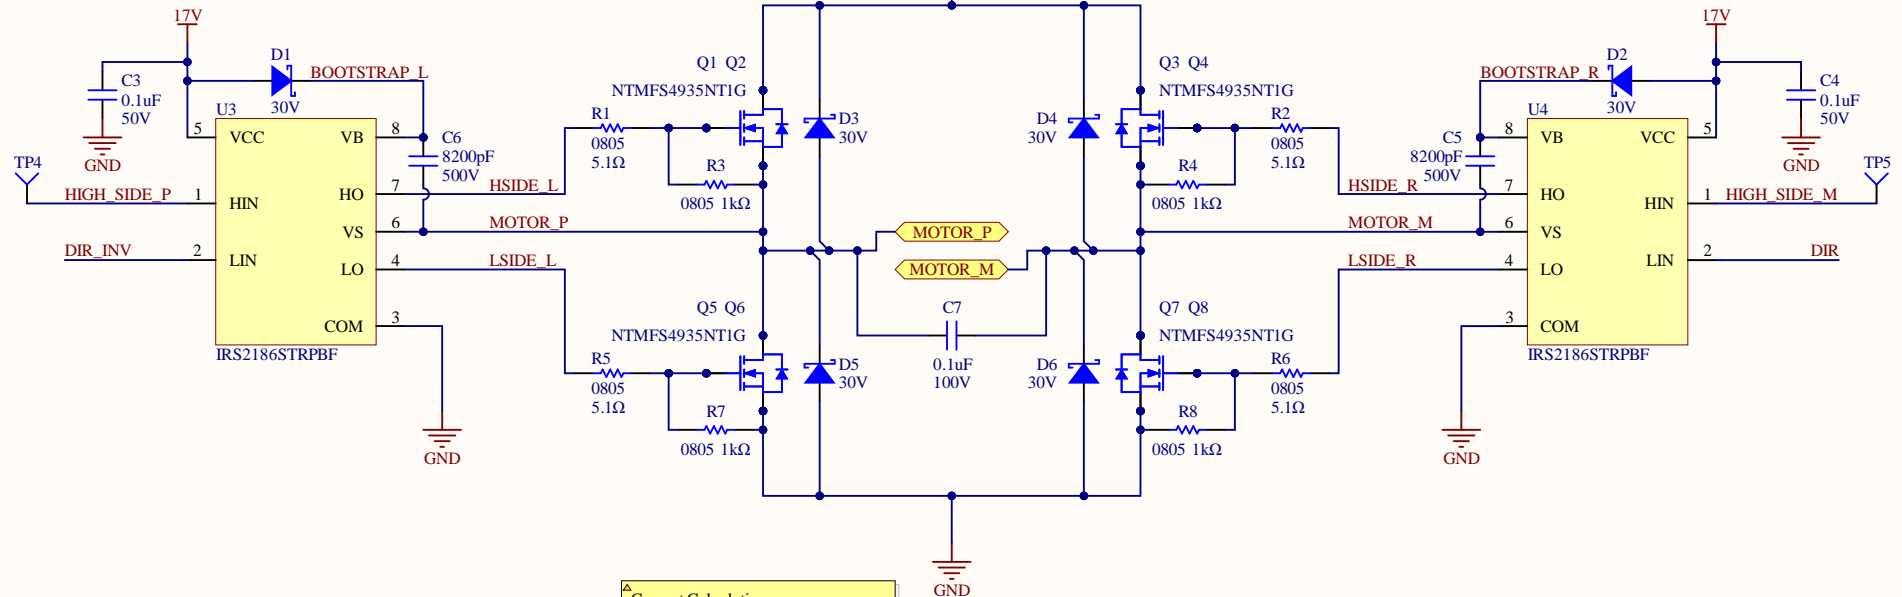 17V
C3
0.1uF
50V
GND
D1
30V
BOOTSTRAP_L
U3
5
VCC
VB
8
1
HIN
HO
7
VS
6
2
LIN
LO
4
COM
3
IRS2186STRPBF
TP4
HIGH_SIDE_P
DIR_INV
C6
8200pF
500V
HSIDE_L
MOTOR_P
LSIDE_L
GND
Q1 Q2
NTMFS4935NT1G
R1
0805
5.1Ω
R3
0805 1kΩ
D3
30V
Q5 Q6
NTMFS4935NT1G
R5
0805
5.1Ω
R7
0805 1kΩ
D5
30V
MOTOR_P
MOTOR_M
C7
0.1uF
100V
GND
D4
30V
Q3 Q4
NTMFS4935NT1G
R2
0805
5.1Ω
R4
0805 1kΩ
D6
30V
Q7 Q8
NTMFS4935NT1G
R6
0805
5.1Ω
R8
0805 1kΩ
HSIDE_R
MOTOR_M
LSIDE_R
GND
BOOTSTRAP_R
D2
30V
17V
C4
0.1uF
50V
GND
C5
8200pF
500V
U4
8
VB
VCC
5
7
HO
HIN
1
6
VS
4
LO
LIN
2
3
COM
IRS2186STRPBF
TP5
HIGH_SIDE_M
DIR